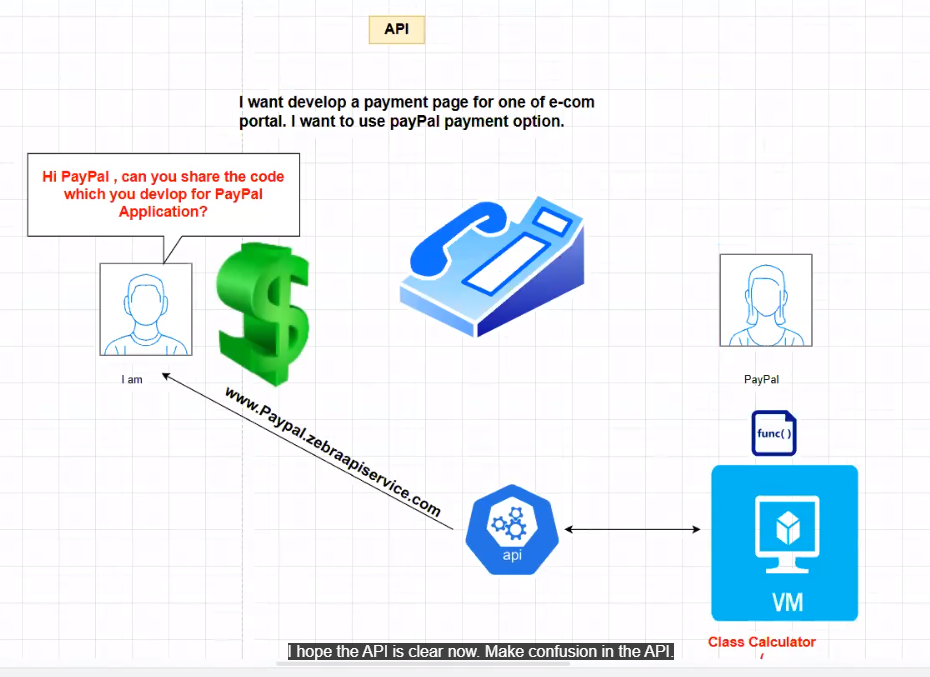 API
I want develop a payment page for one of e-com
portal. I want to use payPal payment option.
Hi PayPal , can you share the code
which you devlop for PayPal
Application?
I am
PayPal
www.Paypal.zebraapiservice.com
func( )
api
VM
Class Calculator
I hope the API is clear now. Make confusion in the API.